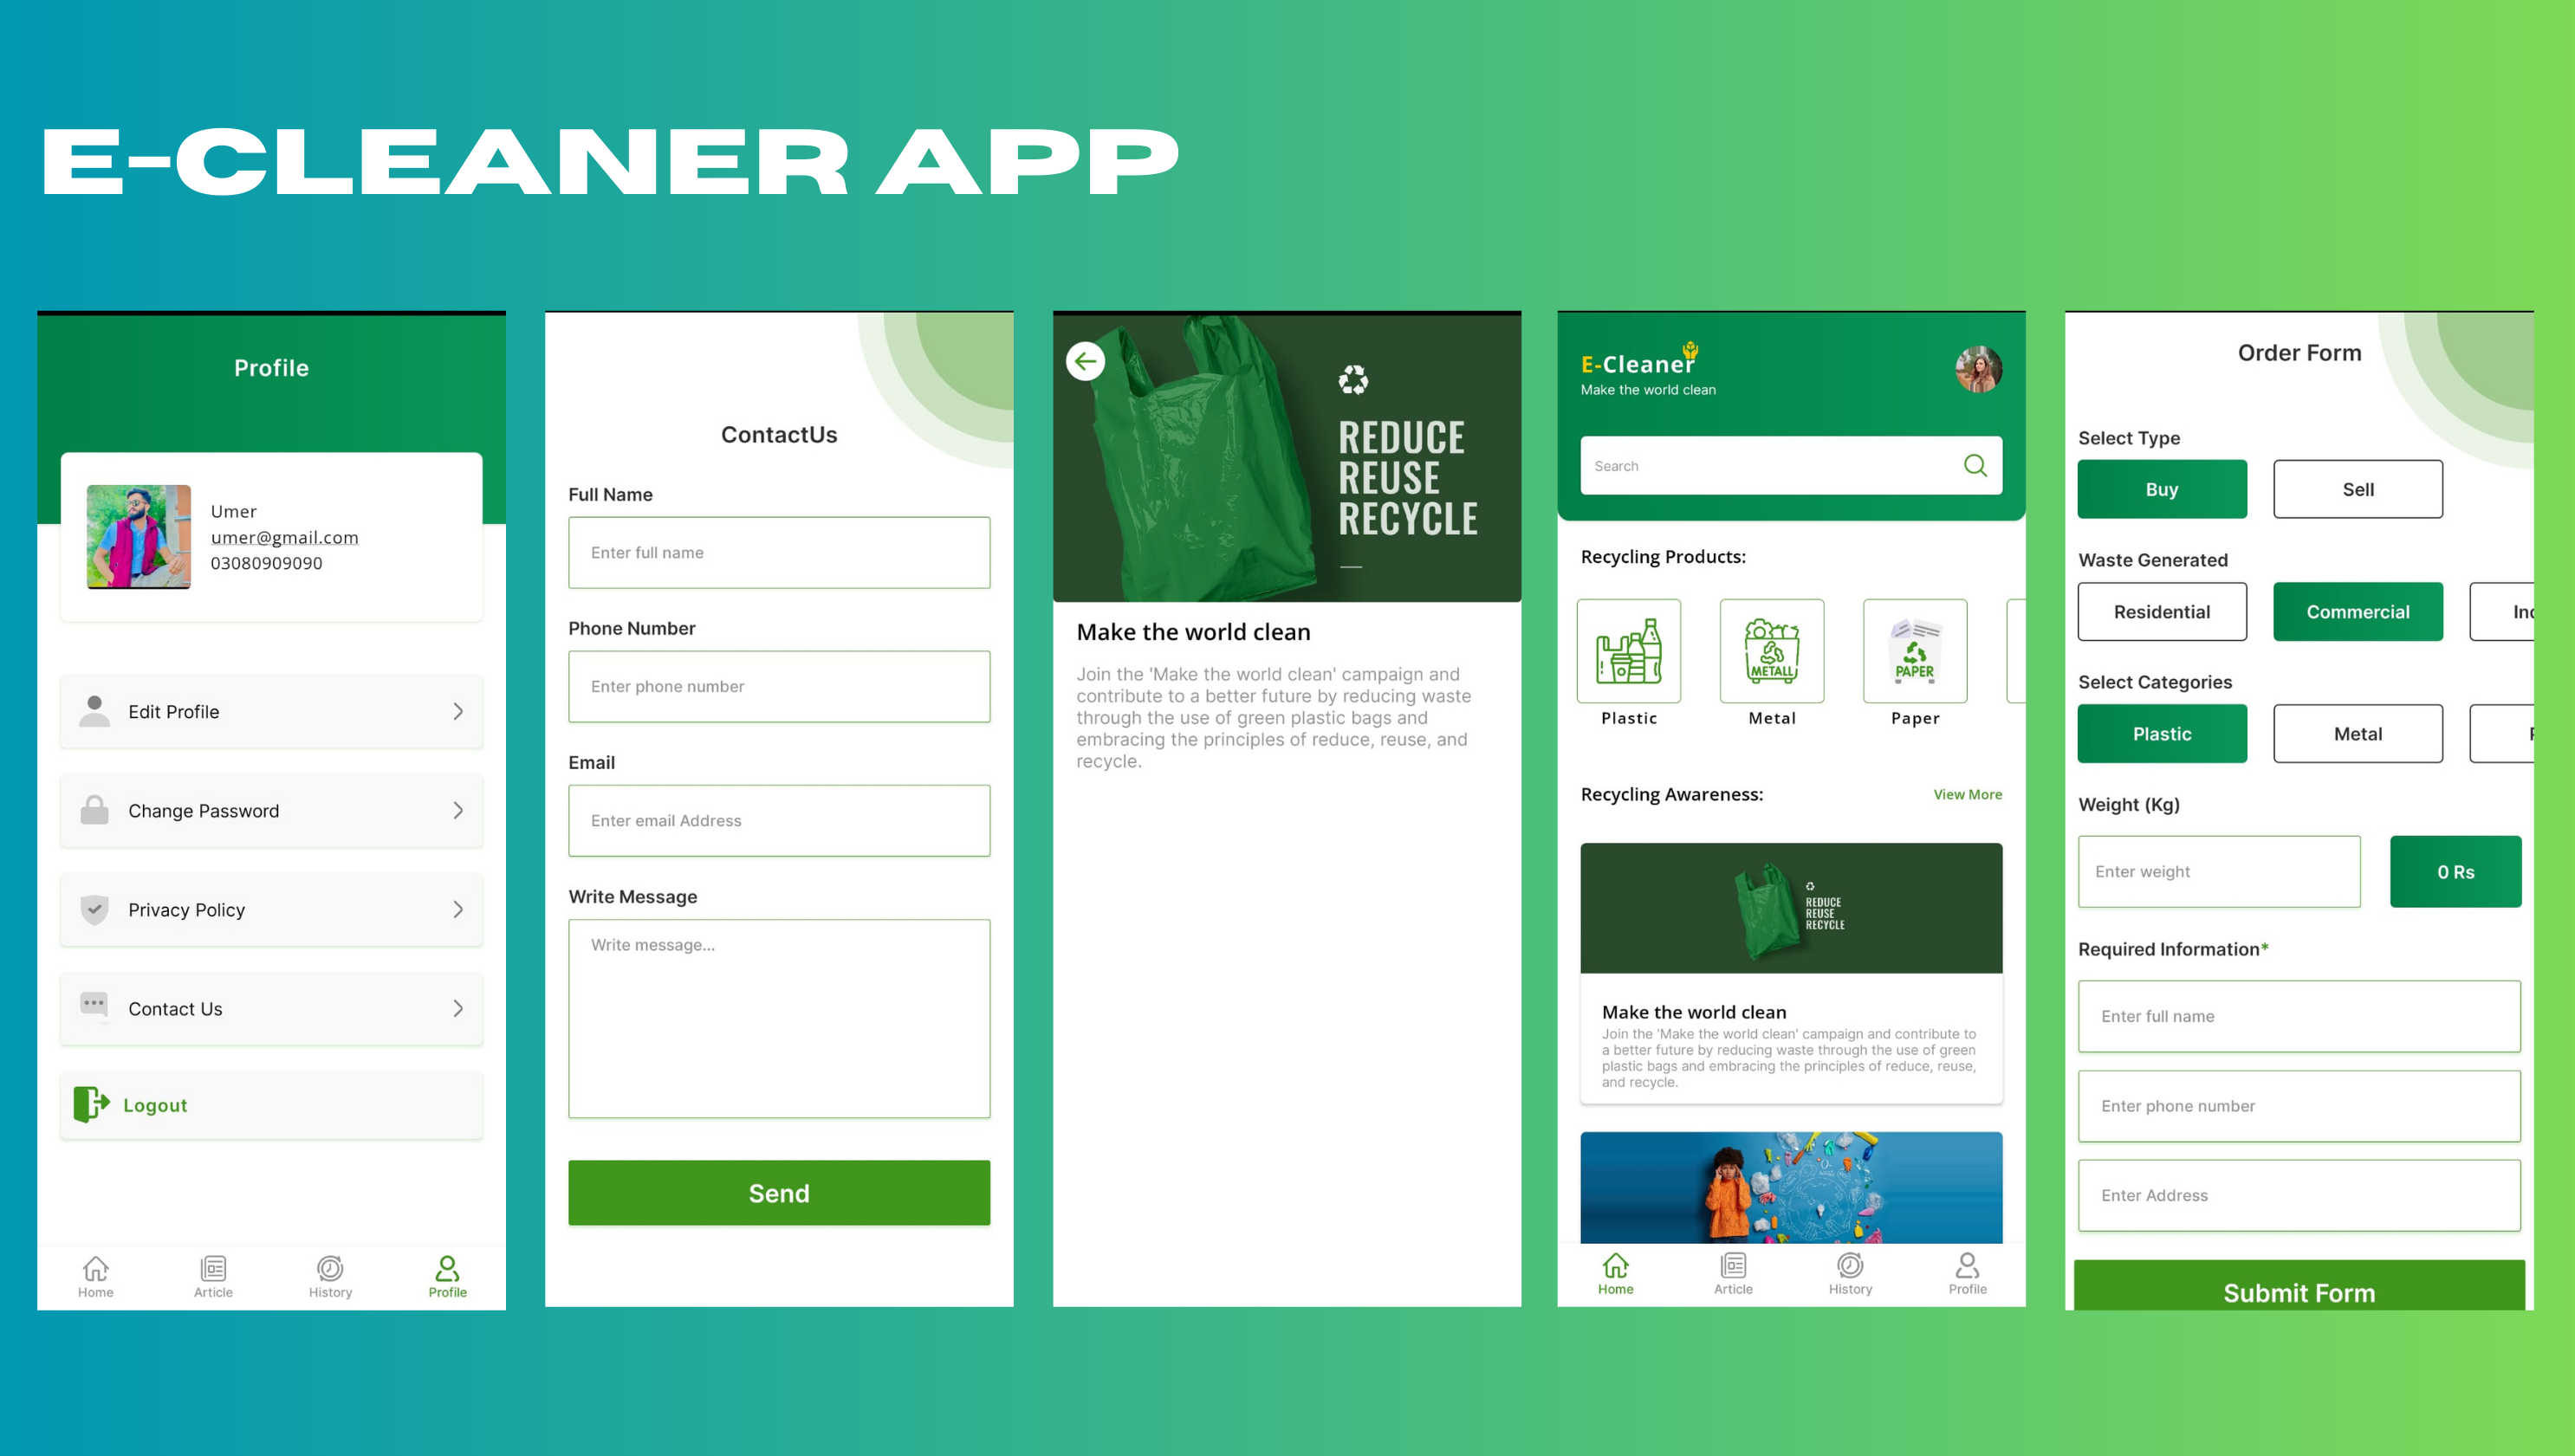 E-CLEANER APP
Profile
Umer
umer@gmail.com
03080909090
Edit Profile
Change Password
Privacy Policy
Contact Us
Logout
Home
Article
History
Profile
ContactUs
Full Name
Enter full name
Phone Number
Enter phone number
Email
Enter email Address
Write Message
Write message...
Send
REDUCE
REUSE
RECYCLE
Make the world clean
Join the 'Make the world clean' campaign and
contribute to a better future by reducing waste
through the use of green plastic bags and
embracing the principles of reduce, reuse, and
recycle.
E-Cleaner
Make the world clean
Search
Recycling Products:
METALL
PAPER
Plastic
Metal
Paper
Recycling Awareness:
View More
REDUCE
REUSE
RECYCLE
Make the world clean
Join the 'Make the world clean' campaign and contribute to
a better future by reducing waste through the use of green
plastic bags and embracing the principles of reduce, reuse,
and recycle.
Home
Article
History
Profile
Order Form
Select Type
Buy
Sell
Waste Generated
Residential
Commercial
Select Categories
Plastic
Metal
Weight (Kg)
Enter weight
0 Rs
Required Information*
Enter full name
Enter phone number
Enter Address
Submit Form